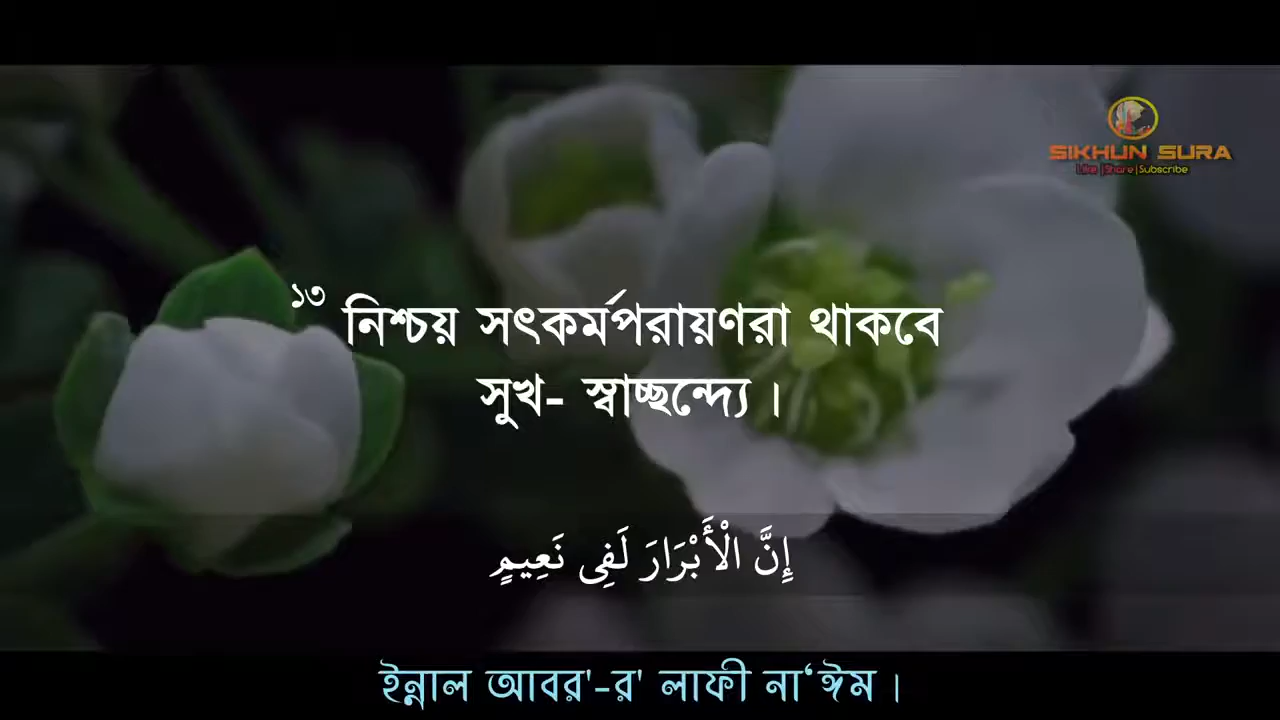 SIKHUN SURA
Like |Share|Subscribe
১৩ নিশ্চয় সৎকর্মপরায়ণরা থাকবে
সুখ- স্বাচ্ছন্দ্যে।
إِنَّ الْأَبْرَارَ لَفِى نَعِيمٍ
ইন্নাল আবর'-র' লাফী না‘ঈম।